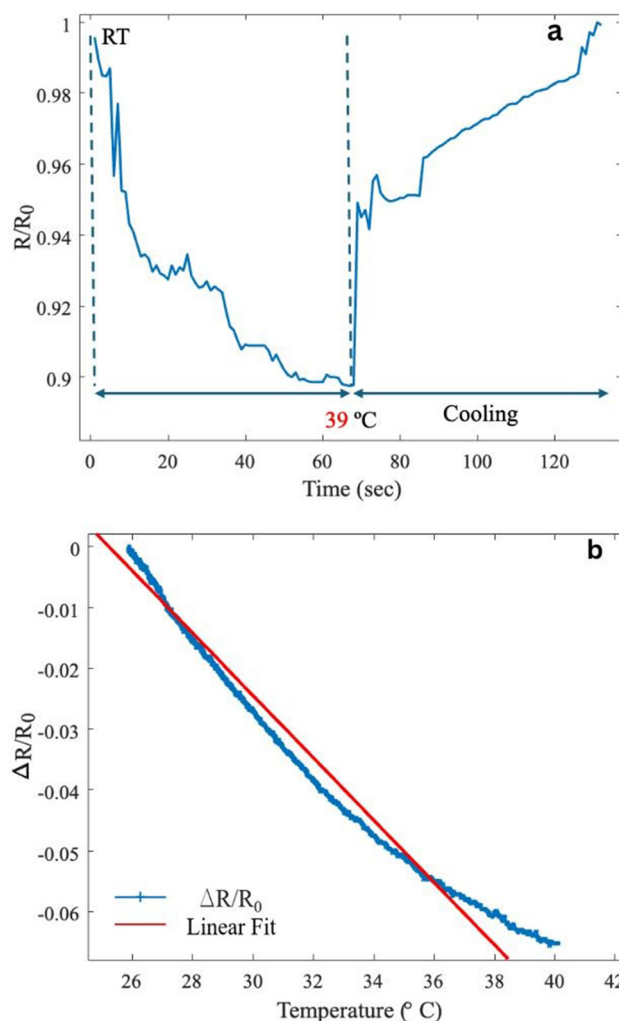 a
RT
1
0.98
0.96
0.94
0.92
0.9
R/R0
39 ºC
Cooling
0 20 40 60 80 100 120
Time (sec)
b
0
-0.01
-0.02
-0.03
-0.04
-0.05
-0.06
ΔR/R0
ΔR/R0
Linear Fit
26 28 30 32 34 36 38 40 42
Temperature (° C)